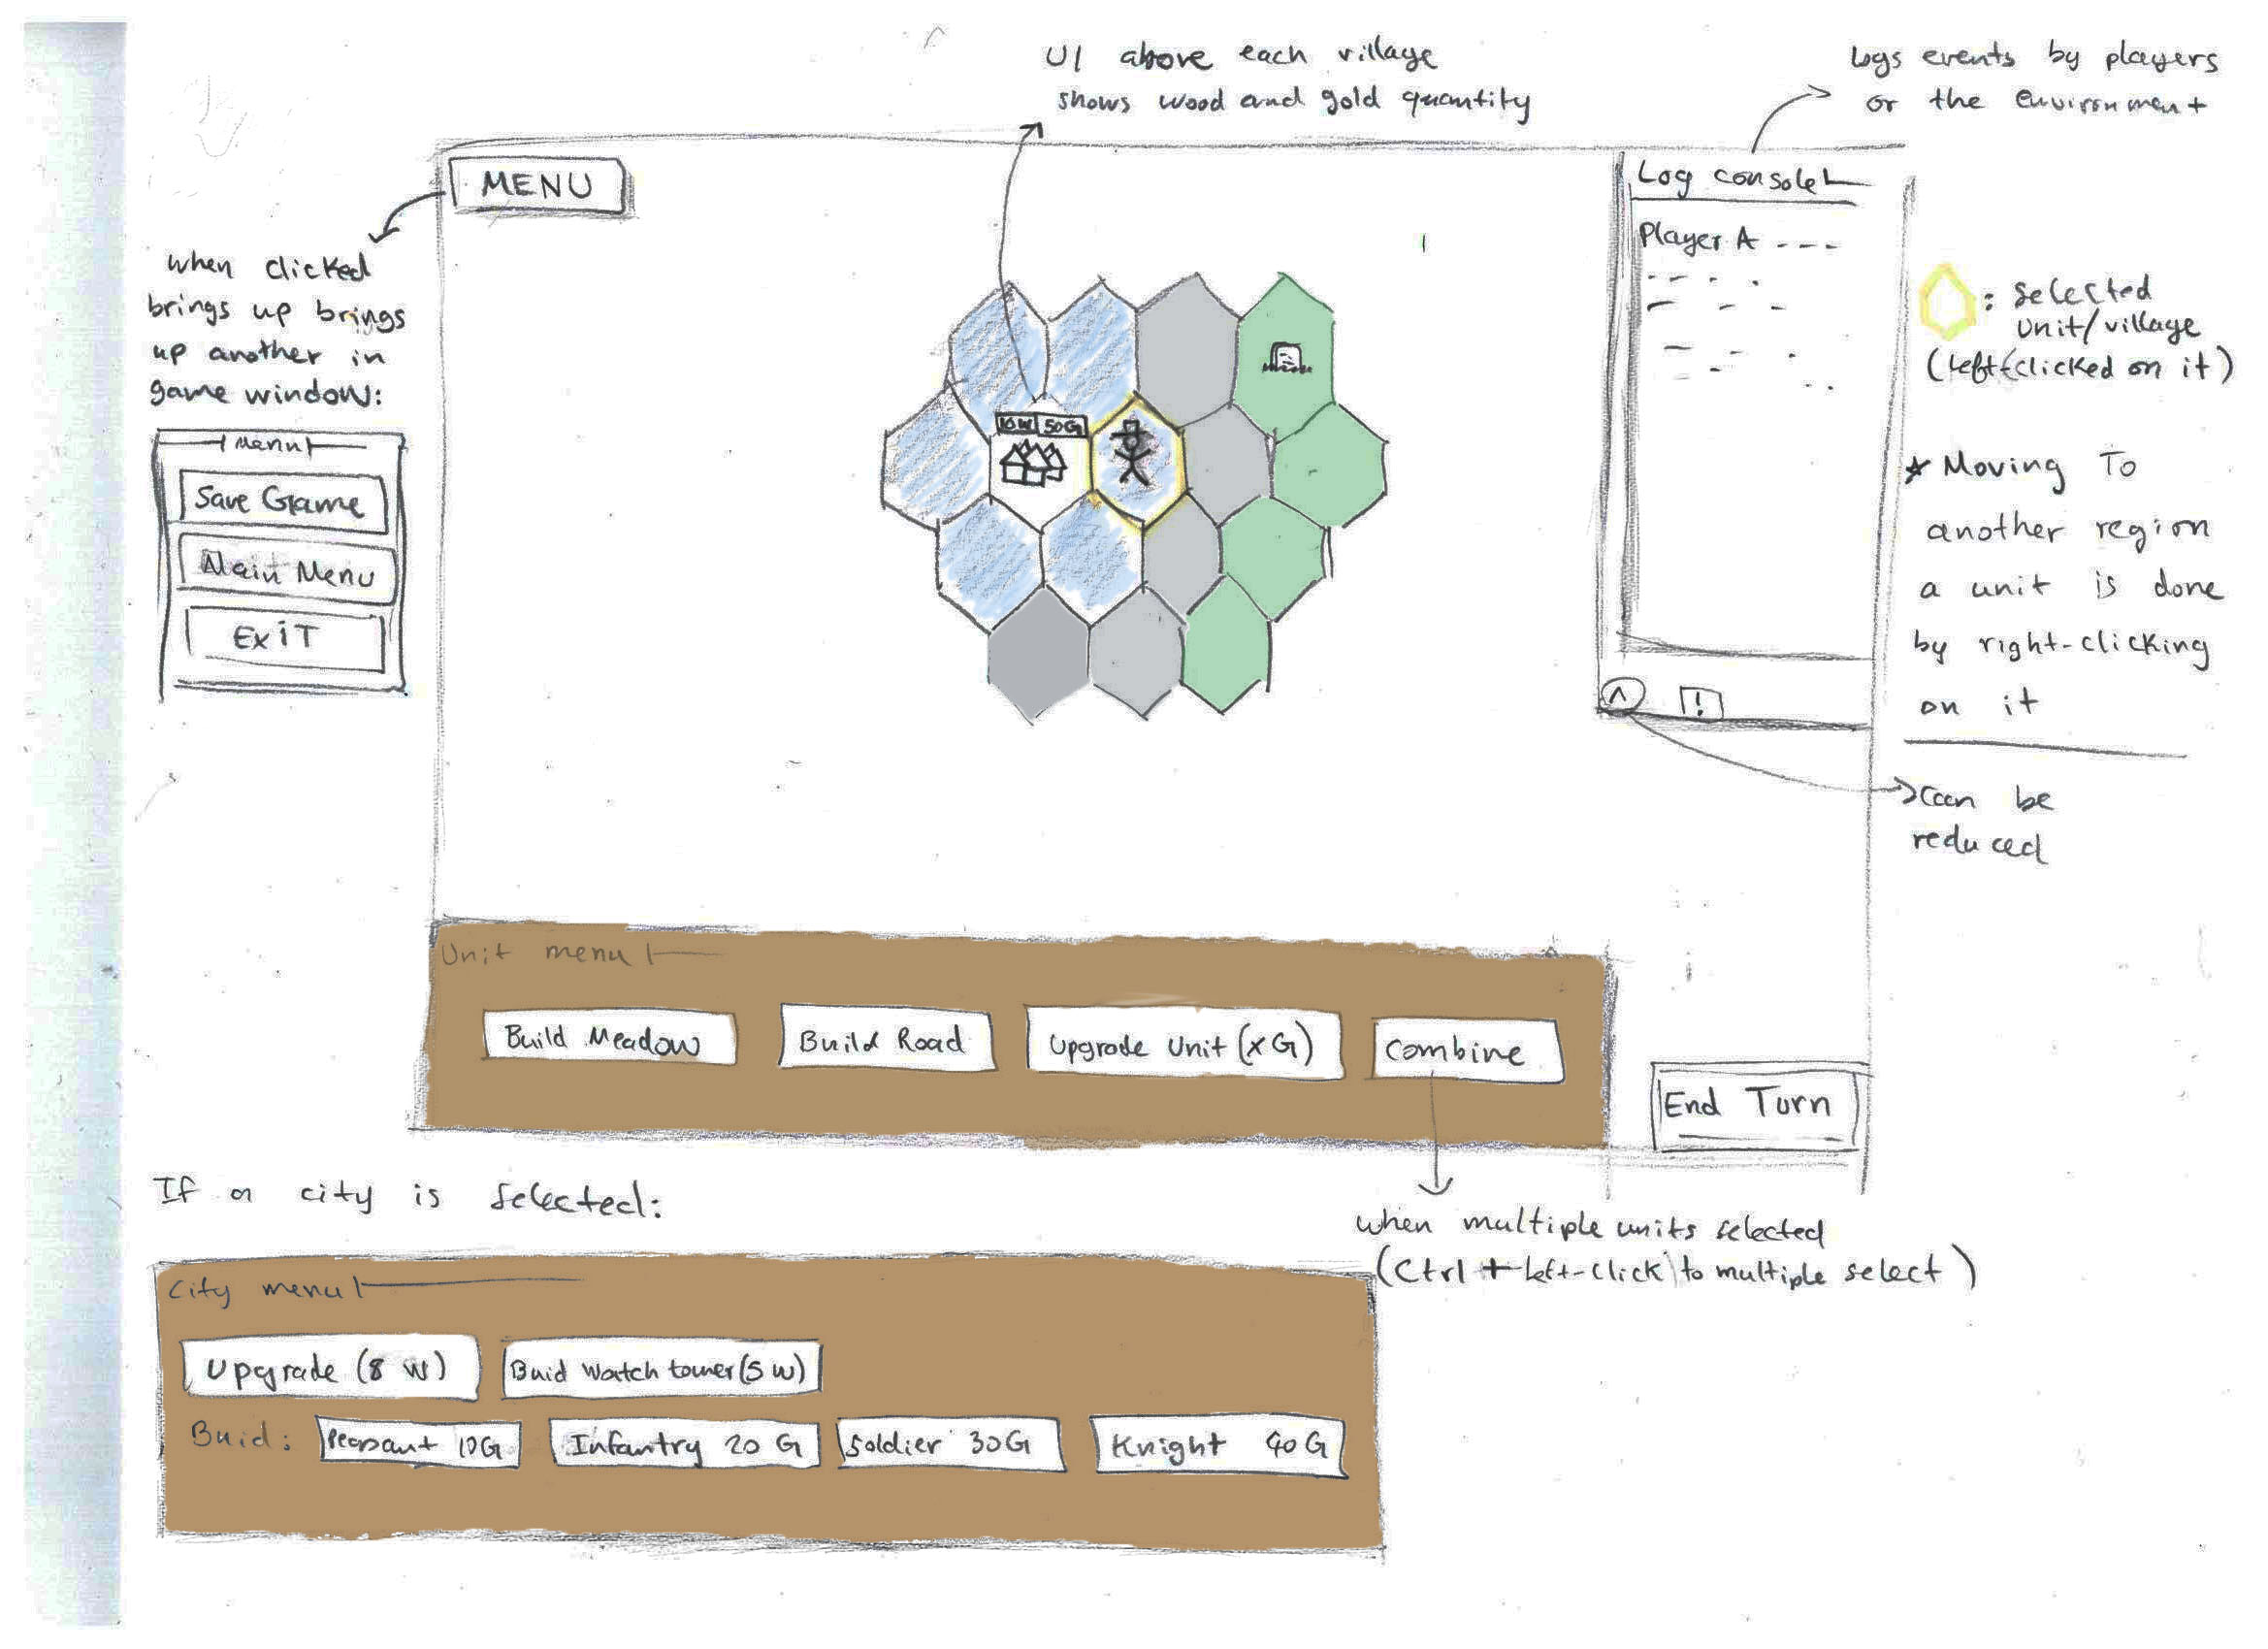 UI above each village
shows wood and gold quantity
Logs events by players
or the environment
MENU
Log console
Player A ---
when clicked
brings up brings
up another in
game window:
Menu
Save Game
Main Menu
ExiT
10W 50G
: Selected
Unit/village
(left-clicked on it)
* Moving To
another region
a unit is done
by right-clicking
on it
!
Can be
reduced
Unit menu
Build Meadow
Build Road
Upgrade Unit (x G)
Combine
End Turn
If a city is selected:
when multiple units selected
(Ctrl + left-click to multiple select)
City menu
Upgrade (8 W)
Buid Watch tower (5 W)
Buid:
Peasant 10G
Infantry 20 G
Soldier 30G
Knight 40G